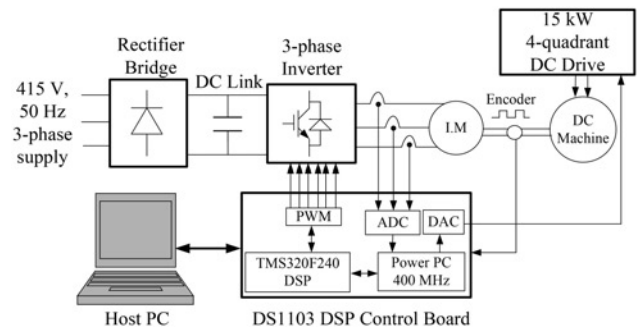 Rectifier
Bridge
3-phase
Inverter
15 kW
4-quadrant
DC Drive
415 V,
50 Hz
3-phase
supply
DC Link
Encoder
I.M
DC
Machine
PWM
ADC
DAC
TMS320F240
DSP
Power PC
400 MHz
Host PC
DS1103 DSP Control Board